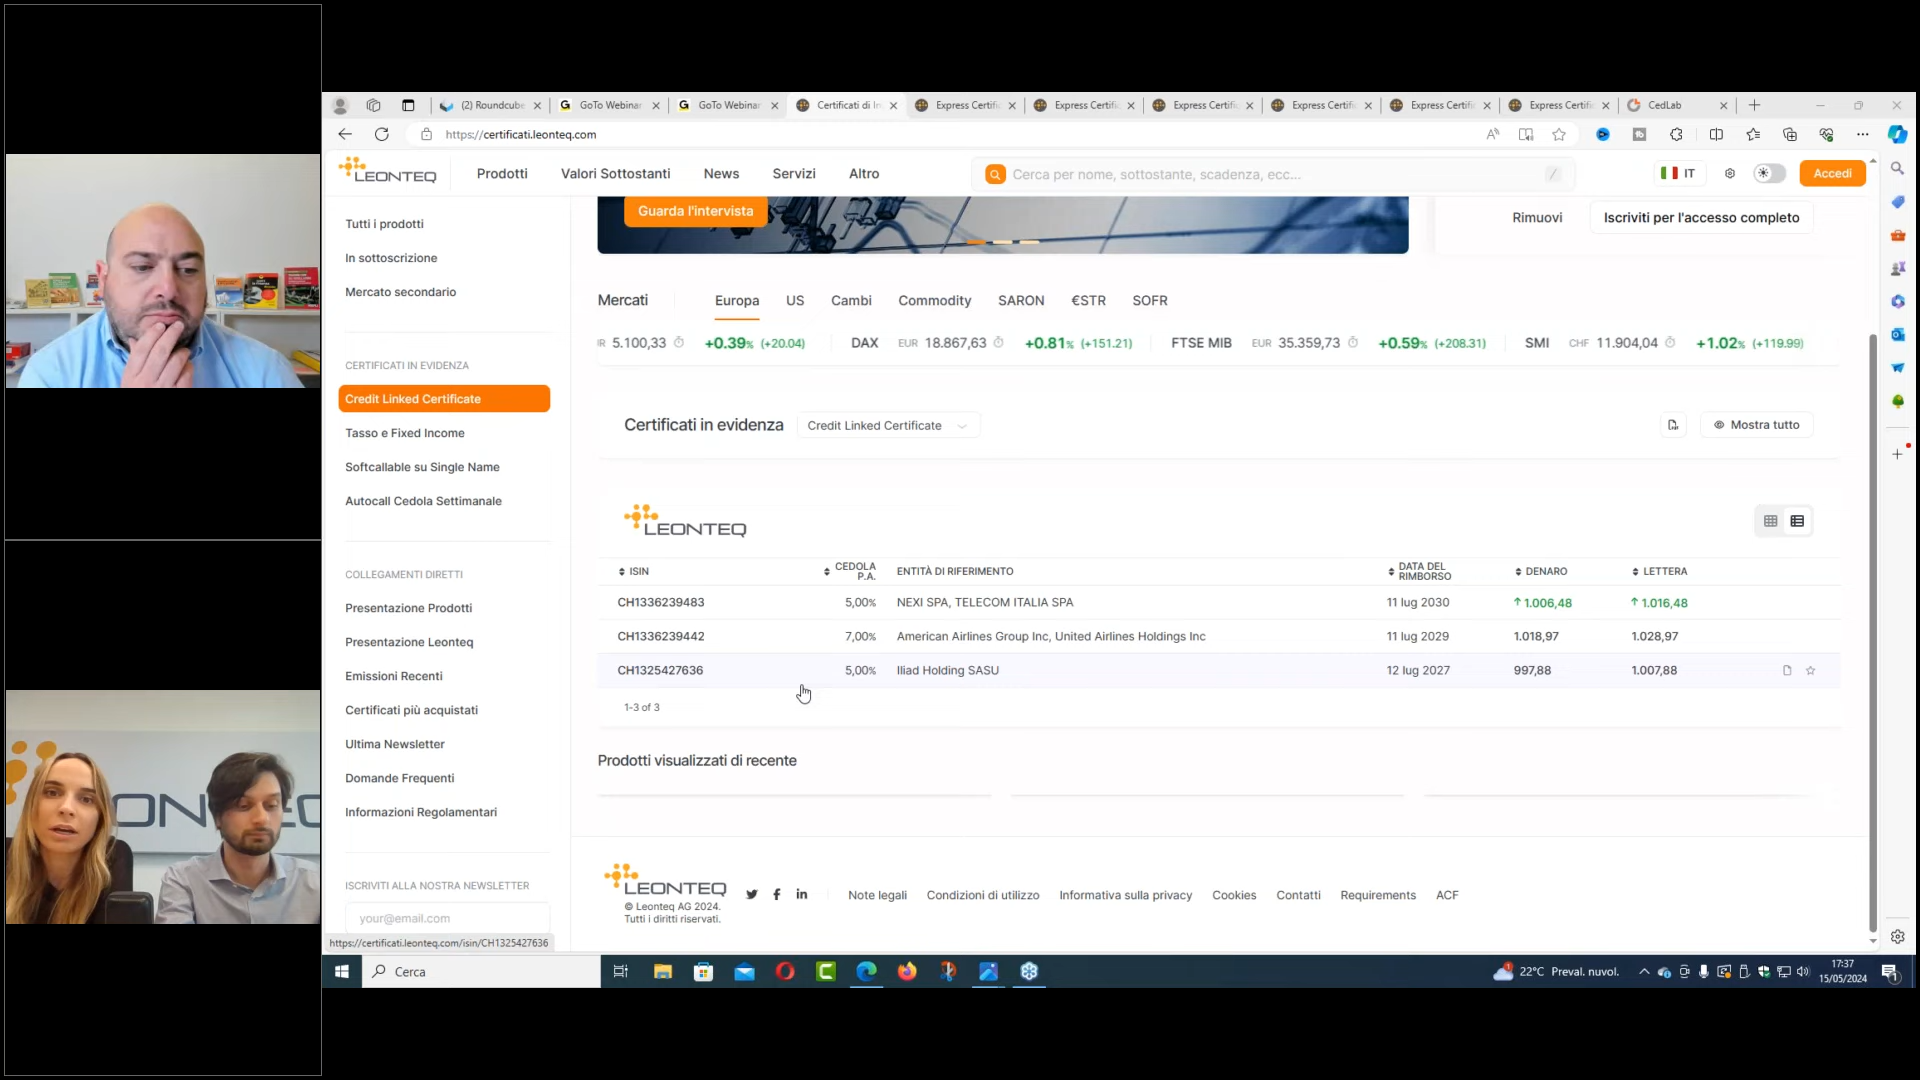 (2) Roundcube
GoTo Webinar
GoTo Webinar
Certificati di In
Express Certific
Express Certific
Express Certific
Express Certific
Express Certific
Express Certific
CedLab
https://certificati.leonteq.com
LEONTEQ
Prodotti
Valori Sottostanti
News
Servizi
Altro
Cerca per nome, sottostante, scadenza, ecc...
/
IT
Accedi
Tutti i prodotti
In sottoscrizione
Mercato secondario
CERTIFICATI IN EVIDENZA
Credit Linked Certificate
Tasso e Fixed Income
Softcallable su Single Name
Autocall Cedola Settimanale
COLLEGAMENTI DIRETTI
Presentazione Prodotti
Presentazione Leonteq
Emissioni Recenti
Certificati più acquistati
Ultima Newsletter
Domande Frequenti
Informazioni Regolamentari
ISCRIVITI ALLA NOSTRA NEWSLETTER
your@email.com
https://certificati.leonteq.com/isin/CH1325427636
Guarda l'intervista
Rimuovi
Iscriviti per l'accesso completo
Mercati
Europa
US
Cambi
Commodity
SARON
€STR
SOFR
5.100,33 +0.39% (+20.04)
DAX EUR 18.867,63 +0.81% (+151.21)
FTSE MIB EUR 35.359,73 +0.59% (+208.31)
SMI CHF 11.904,04 +1.02% (+119.99)
Certificati in evidenza
Credit Linked Certificate
Mostra tutto
LEONTEQ
ISIN CEDOLA P.A. ENTITÀ DI RIFERIMENTO DATA DEL RIMBORSO DENARO LETTERA
CH1336239483 5,00% NEXI SPA, TELECOM ITALIA SPA 11 lug 2030 1.006,48 1.016,48
CH1336239442 7,00% American Airlines Group Inc, United Airlines Holdings Inc 11 lug 2029 1.018,97 1.028,97
CH1325427636 5,00% Iliad Holding SASU 12 lug 2027 997,88 1.007,88
1-3 of 3
Prodotti visualizzati di recente
LEONTEQ
© Leonteq AG 2024.
Tutti i diritti riservati.
Note legali
Condizioni di utilizzo
Informativa sulla privacy
Cookies
Contatti
Requirements
ACF
Cerca
22°C Preval. nuvol.
17:37
15/05/2024